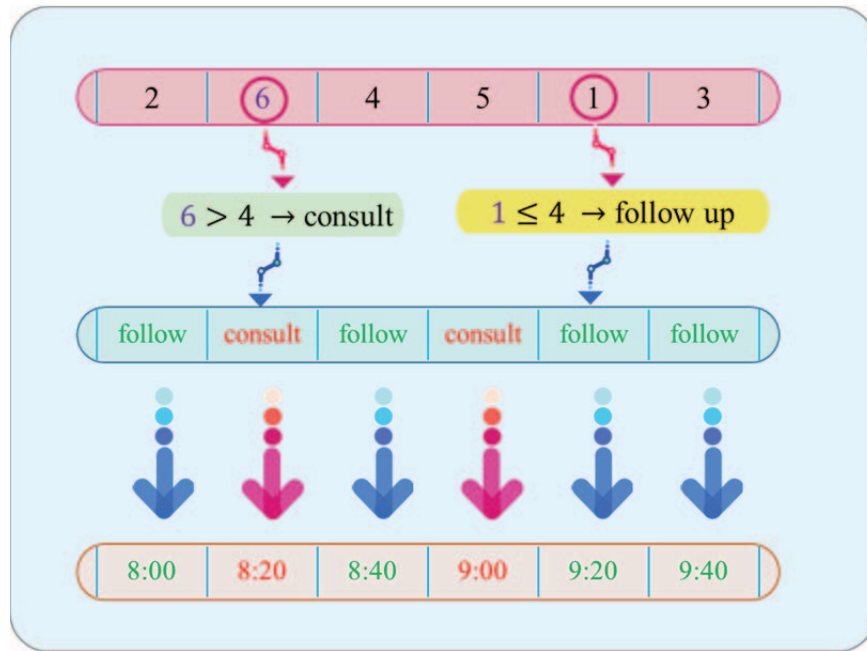 2 6 4 5 1 3
6 > 4 → consult 1 ≤ 4 → follow up
follow consult follow consult follow follow
8:00 8:20 8:40 9:00 9:20 9:40